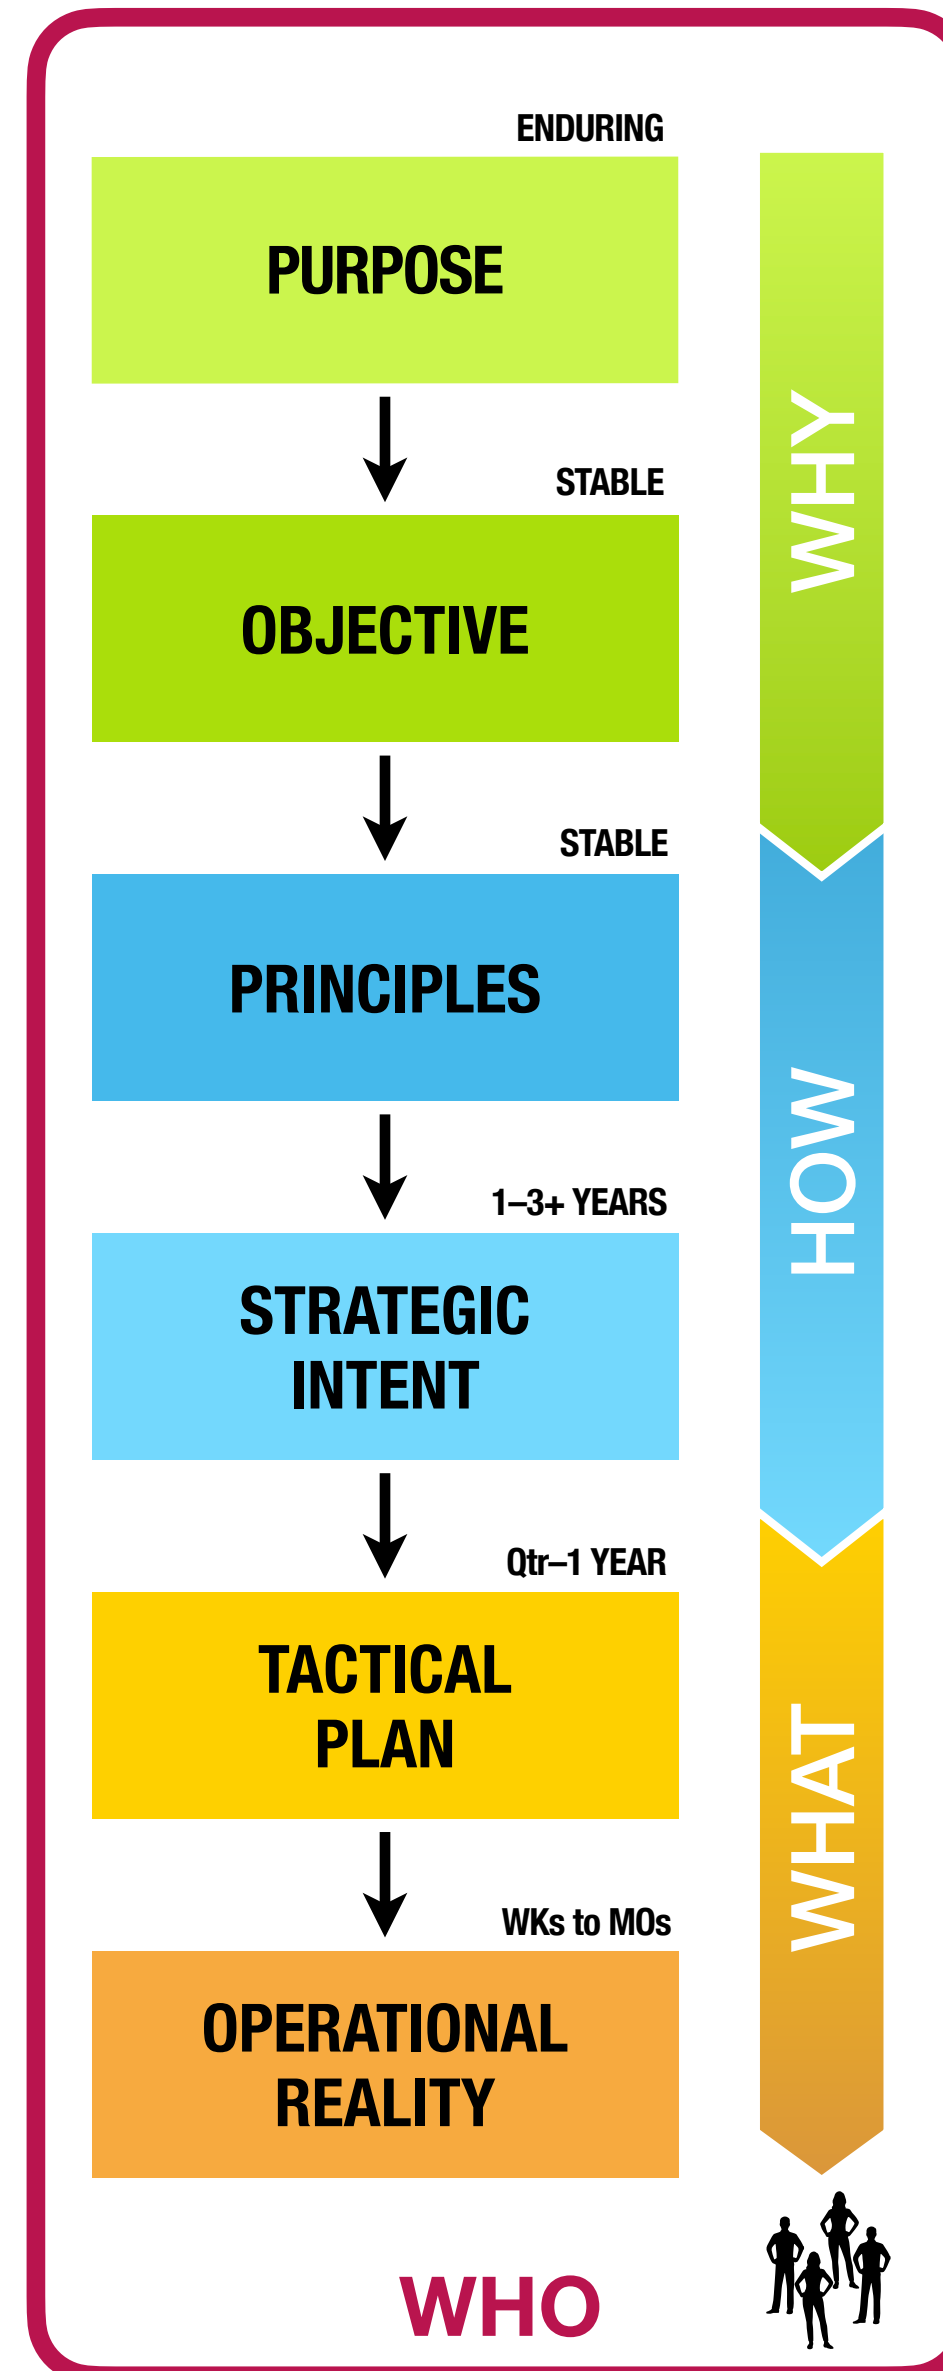 ENDURING
PURPOSE
STABLE
OBJECTIVE
WHY
STABLE
PRINCIPLES
1–3+ YEARS
STRATEGIC
INTENT
HOW
Qtr–1 YEAR
TACTICAL
PLAN
WKs to MOs
OPERATIONAL
REALITY
WHAT
WHO